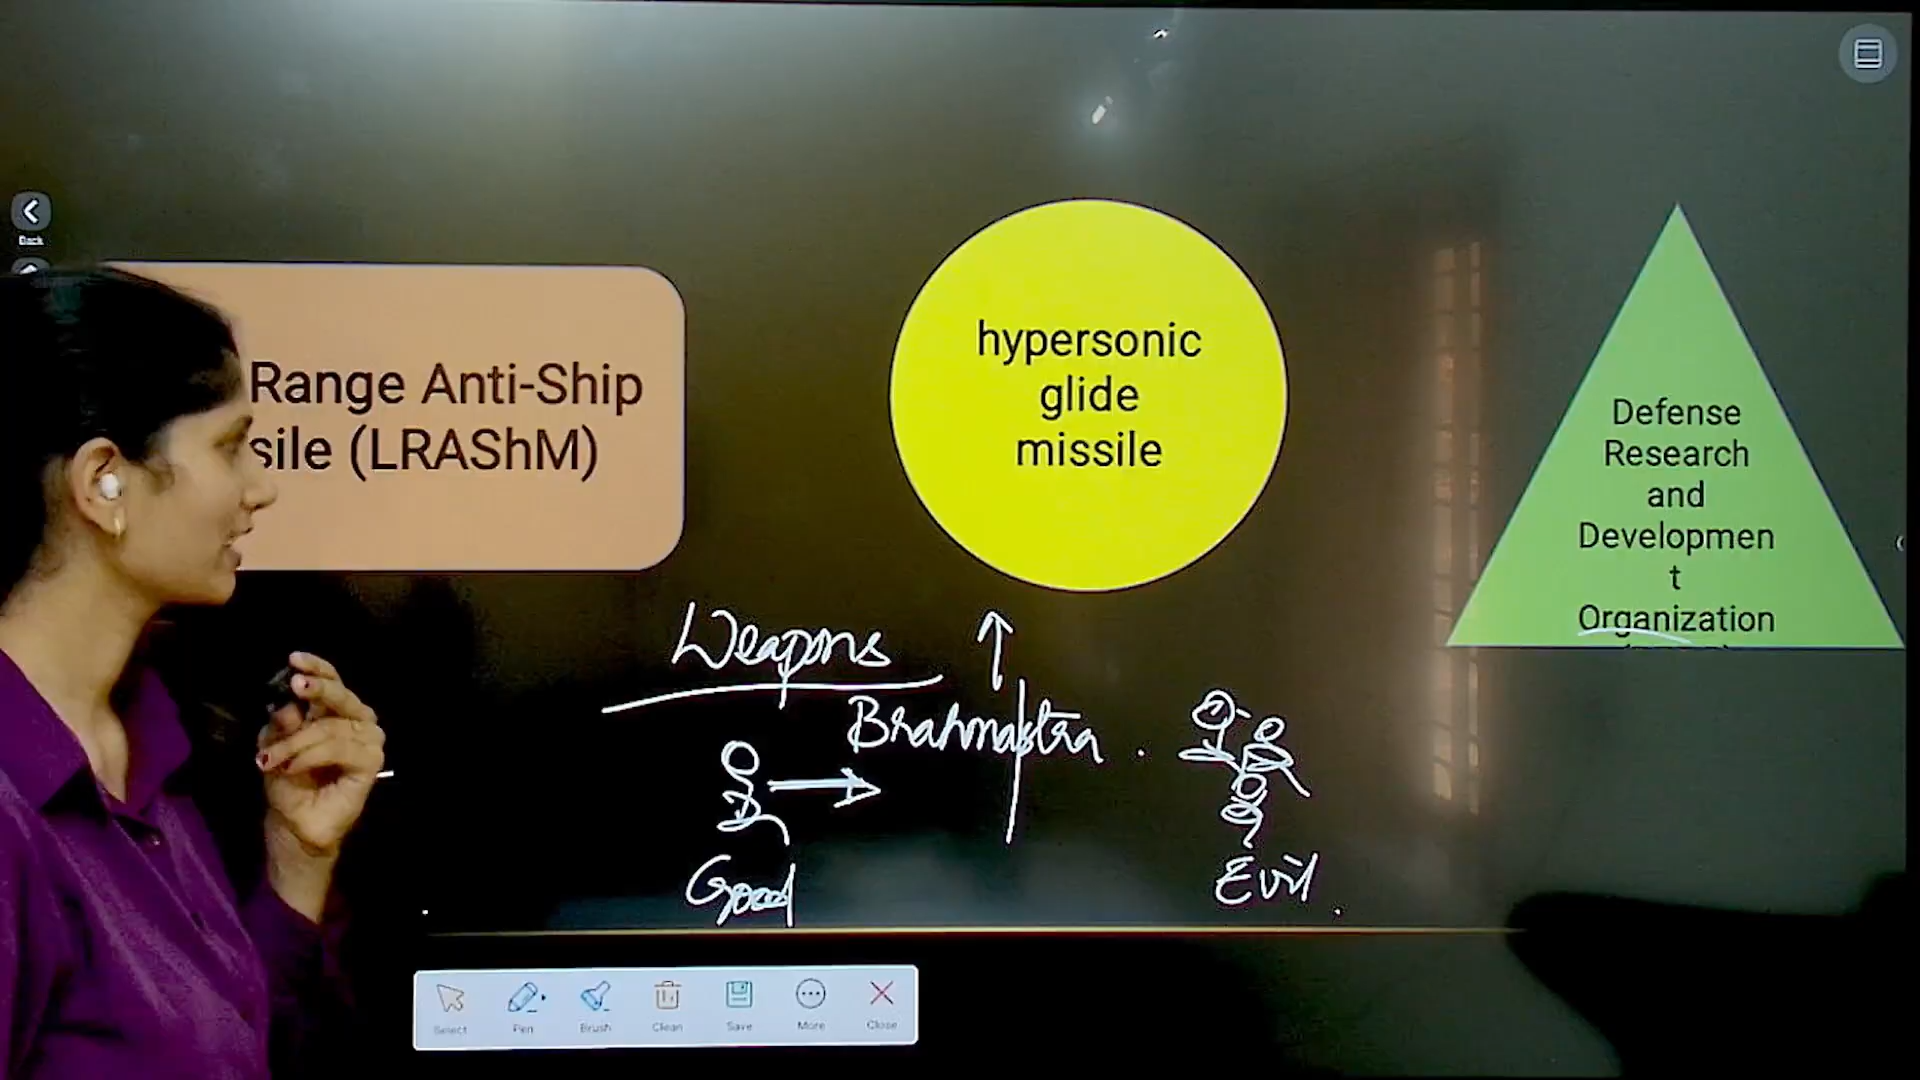 Back
Range Anti-Ship
sile (LRAShM)
hypersonic
glide
missile
Defense
Research
and
Developmen
t
Organization
Weapons
Brahmastra .
Good
Evil .
Select
Pen
Brush
Clean
Save
More
Close